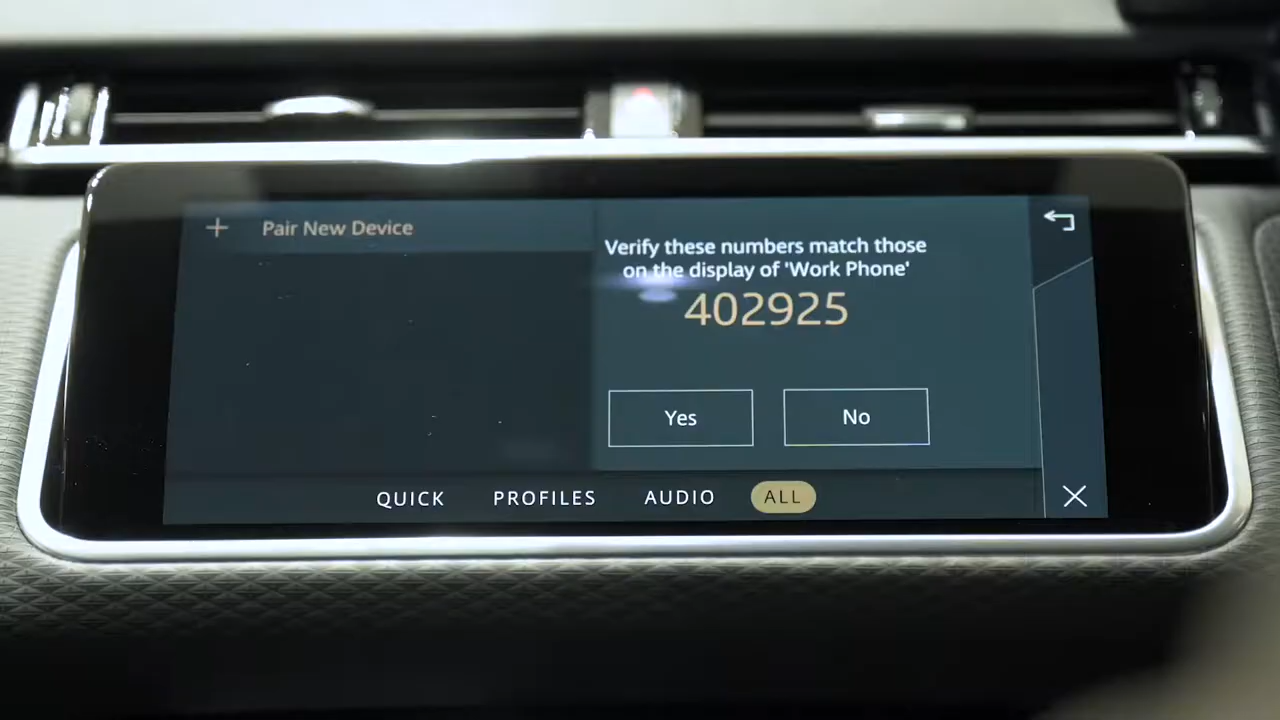 Pair New Device
Verify these numbers match those
on the display of 'Work Phone'
402925
Yes
No
QUICK
PROFILES
AUDIO
ALL